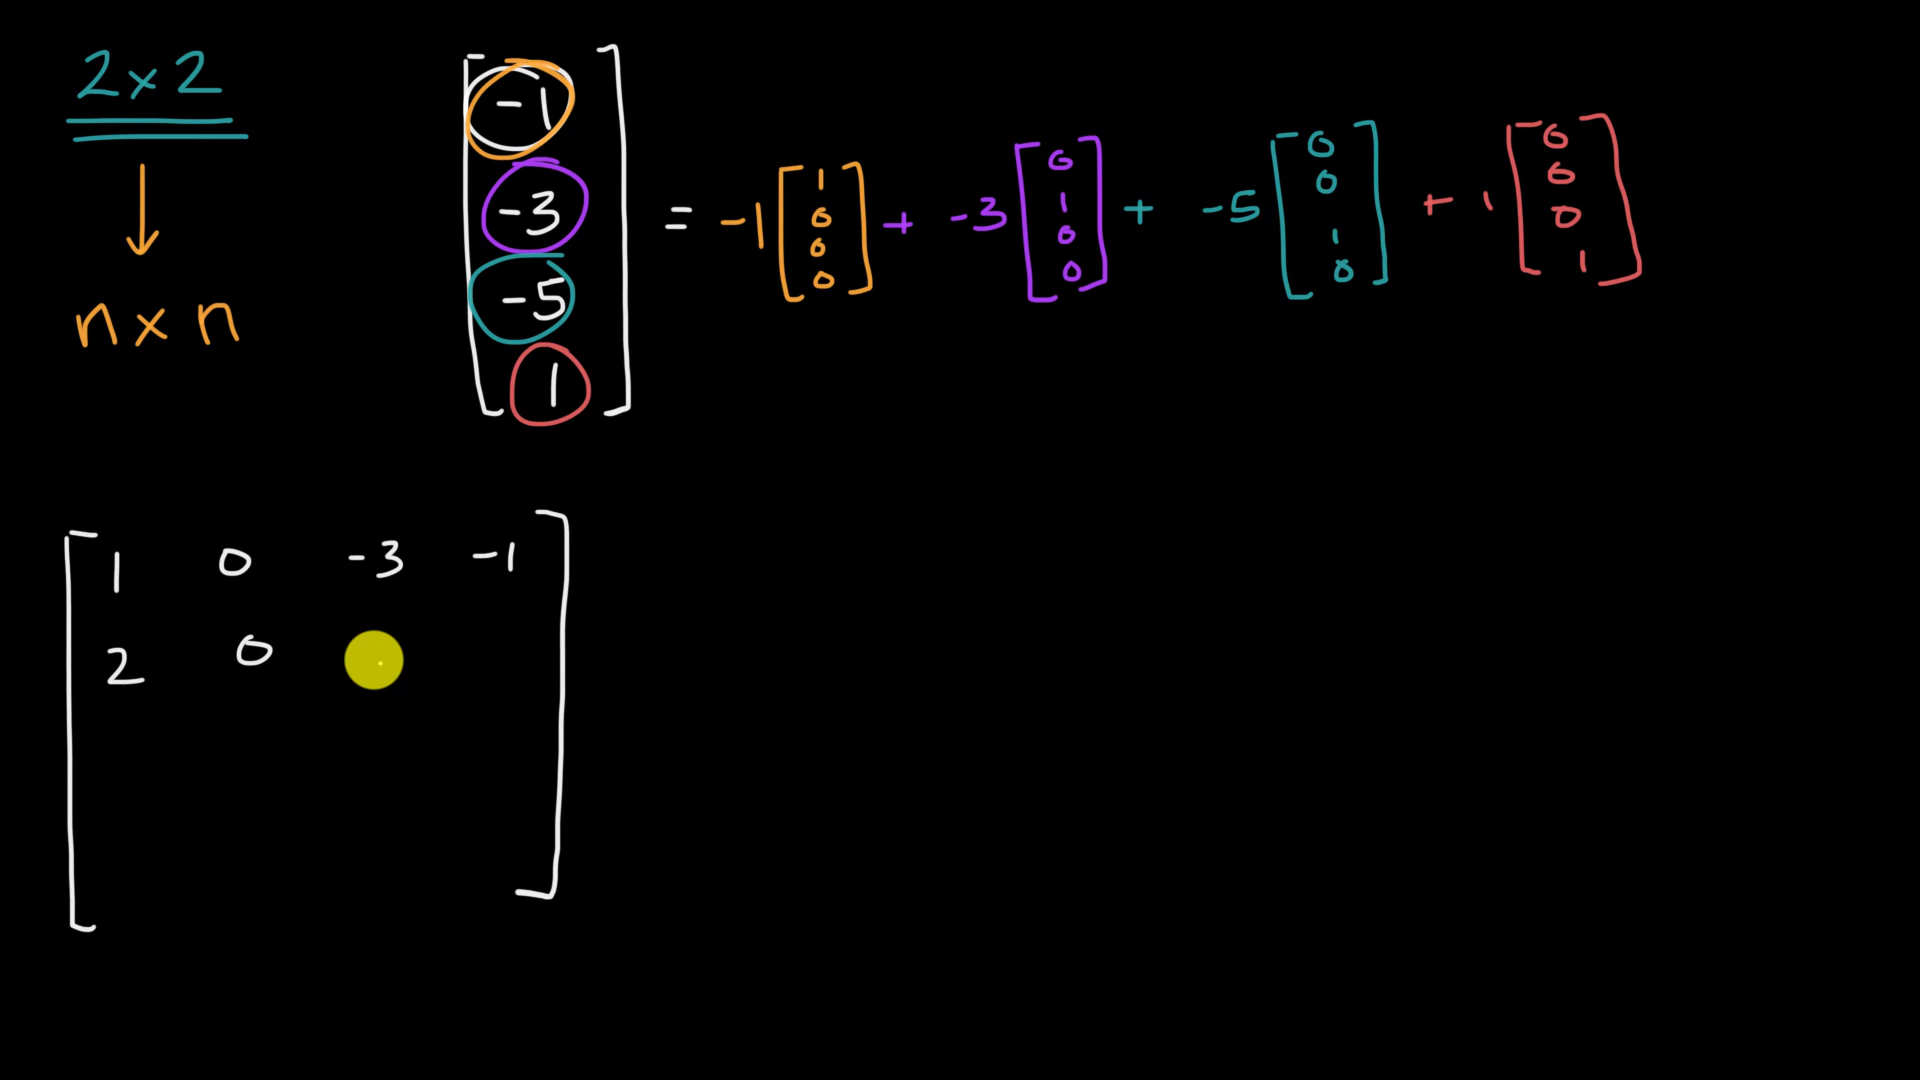 2 x 2
n x n
[ -1
-3
-5
1 ] = -1 [ 1 0 0 0 ] + -3 [ 0 1 0 0 ] + -5 [ 0 0 1 0 ] + 1 [ 0 0 0 1 ]
[ 1 0 -3 -1
2 0 ]